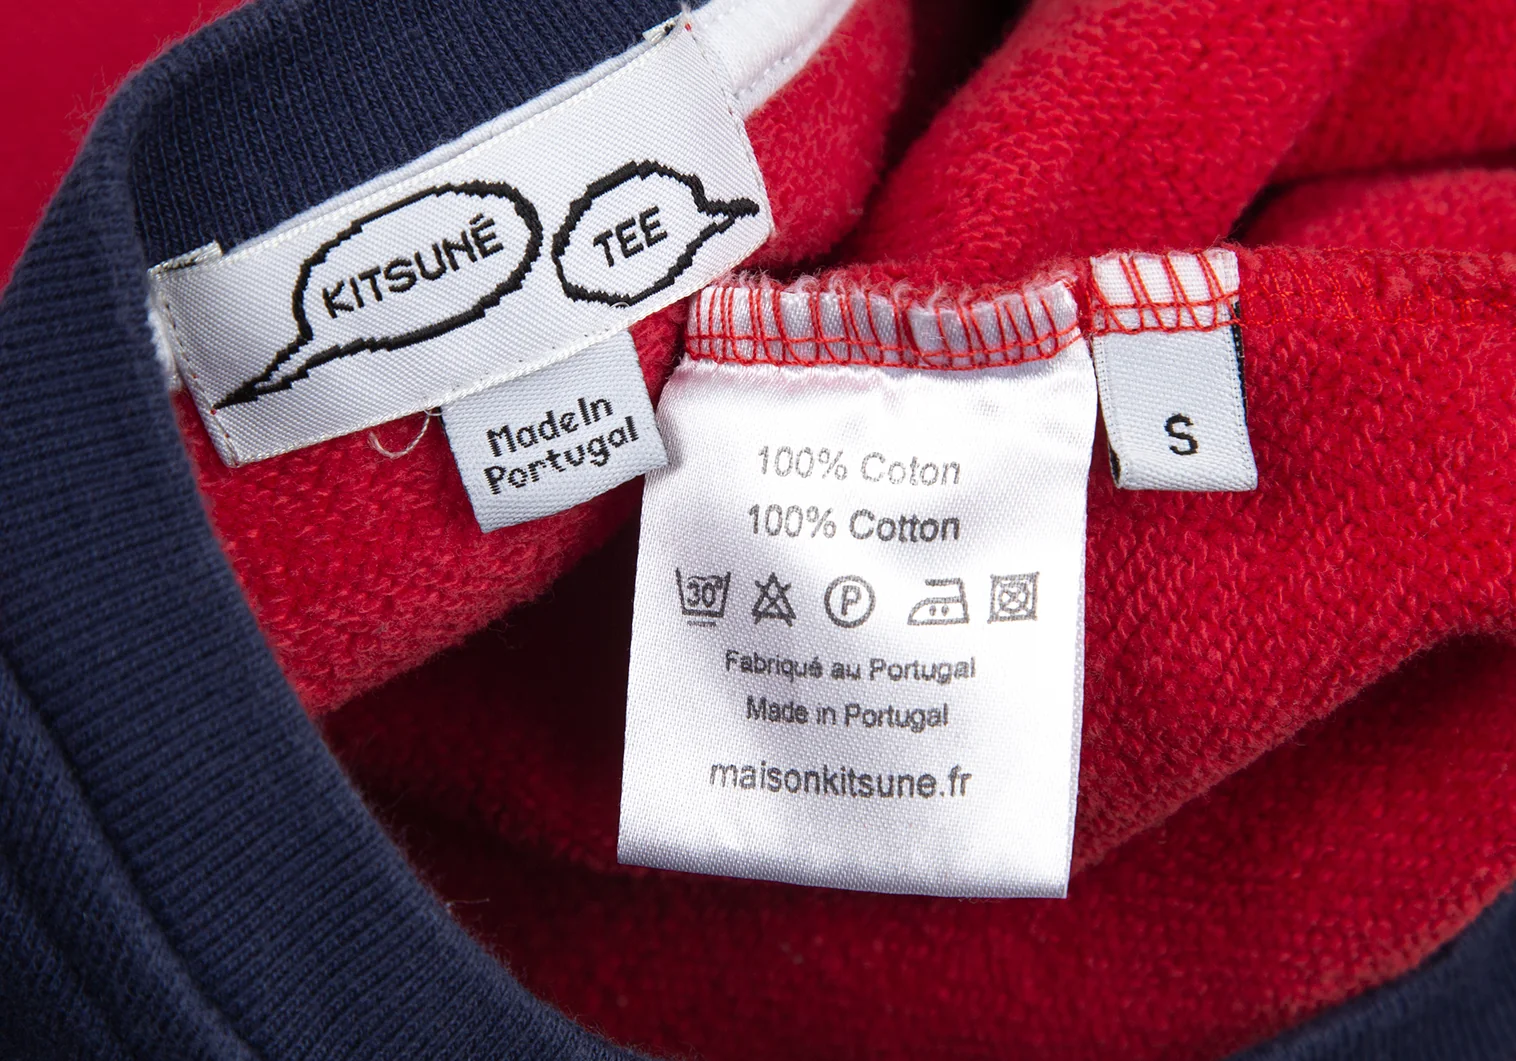 KITSUNÉ
TEE
MadeIn
Portugal
S
100% Coton
100% Cotton
30° P
Fabriqué au Portugal
Made in Portugal
maisonkitsune.fr